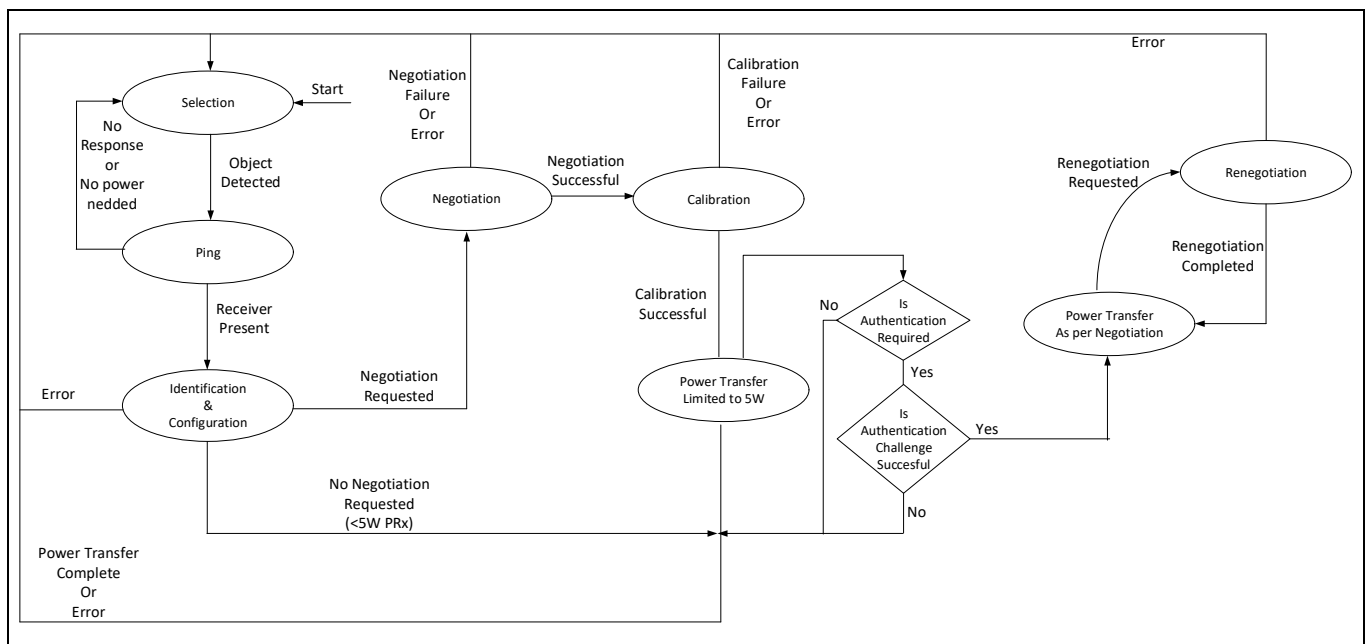 Error
Selection
Start
No
Response
or
No power
nedded
Object
Detected
Negotiation
Failure
Or
Error
Calibration
Failure
Or
Error
Negotiation
Negotiation
Successful
Calibration
Renegotiation
Requested
Renegotiation
Ping
Receiver
Present
Calibration
Successful
Renegotiation
Completed
No
Is
Authentication
Required
Power Transfer
As per Negotiation
Yes
Error
Identification
&
Configuration
Negotiation
Requested
Power Transfer
Limited to 5W
Is
Authentication
Challenge
Succesful
Yes
No
No Negotiation
Requested
(<5W PRx)
Power Transfer
Complete
Or
Error